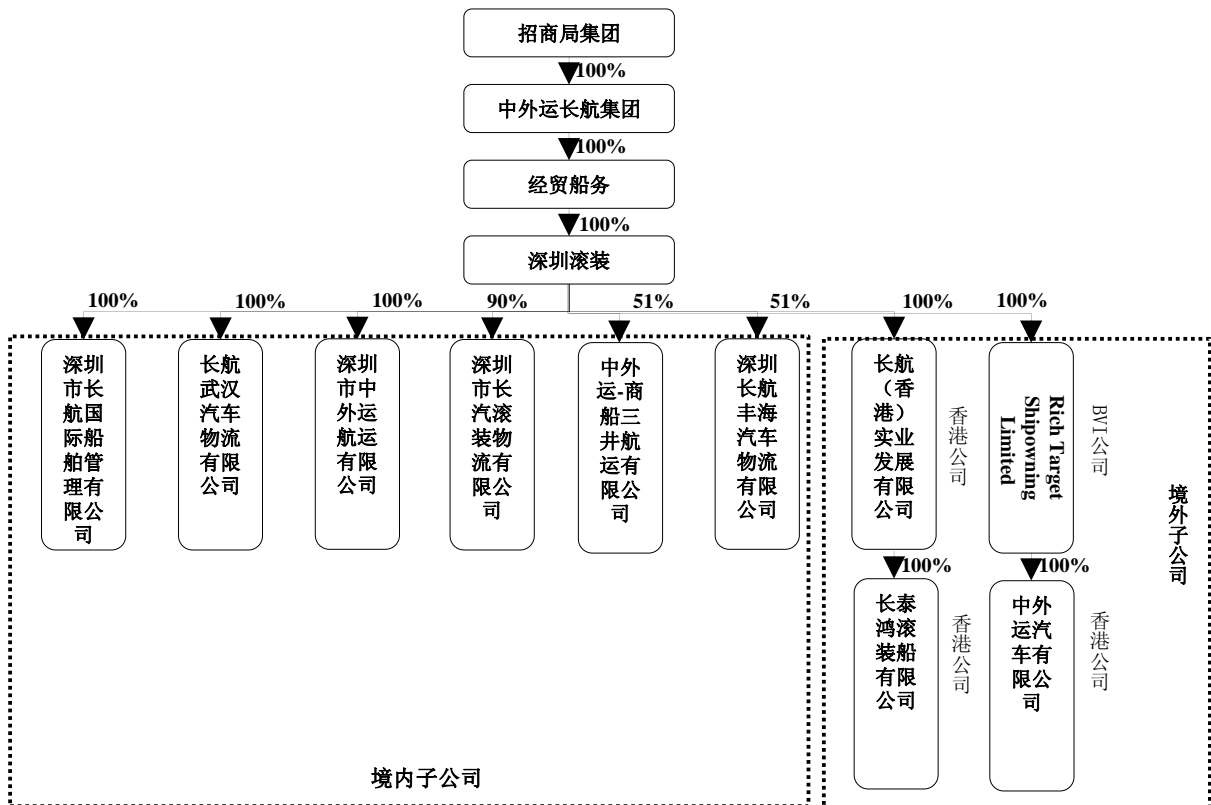 招商局集团
100%
中外运长航集团
100%
经贸船务
100%
深圳滚装
100%
100%
100%
90%
51%
51%
100%
100%
深圳
市长
航国
际船
舶管
理有
限公
司
长航
武汉
汽车
物流
有限
公司
深圳
市中
外运
航运
有限
公司
深圳
市长
汽滚
装物
流有
限公
司
中外
运-商
船三
井航
运有
限公
司
深圳
长航
丰海
汽车
物流
有限
公司
长航
（香
港）
实业
发展
有限
公司
香港公司
Rich Target
Shipowning
Limited
BVI公司
境外子公司
100%
100%
长泰
鸿滚
装船
有限
公司
香港公司
中外
运汽
车有
限公
司
香港公司
境内子公司